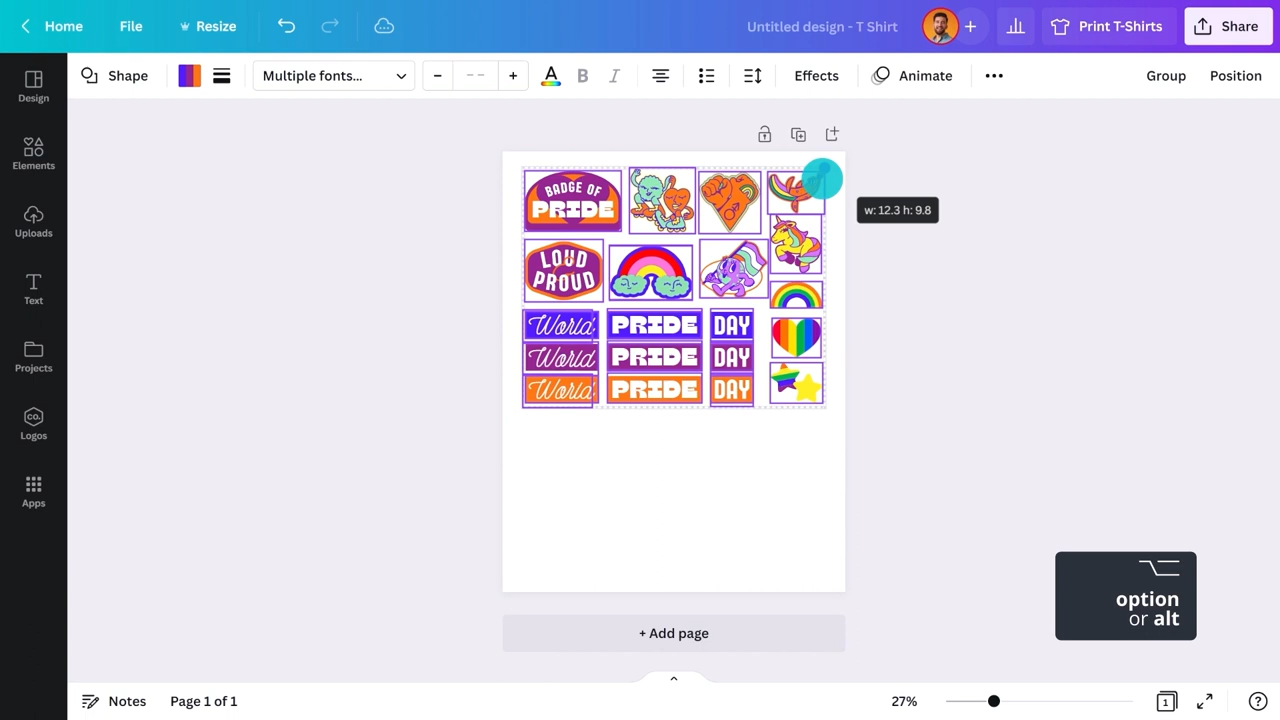 Home File Resize Untitled design - T Shirt + Print T-Shirts Share
Shape Multiple fonts... − -- + A B I Effects Animate ••• Group Position
Design
Elements
Uploads
Text
Projects
CO.
Logos
Apps
BADGE OF
PRIDE
w: 12.3 h: 9.8
LOUD
PROUD
World PRIDE DAY
World PRIDE DAY
World PRIDE DAY
option
or alt
+ Add page
Notes Page 1 of 1 27% 1 ?